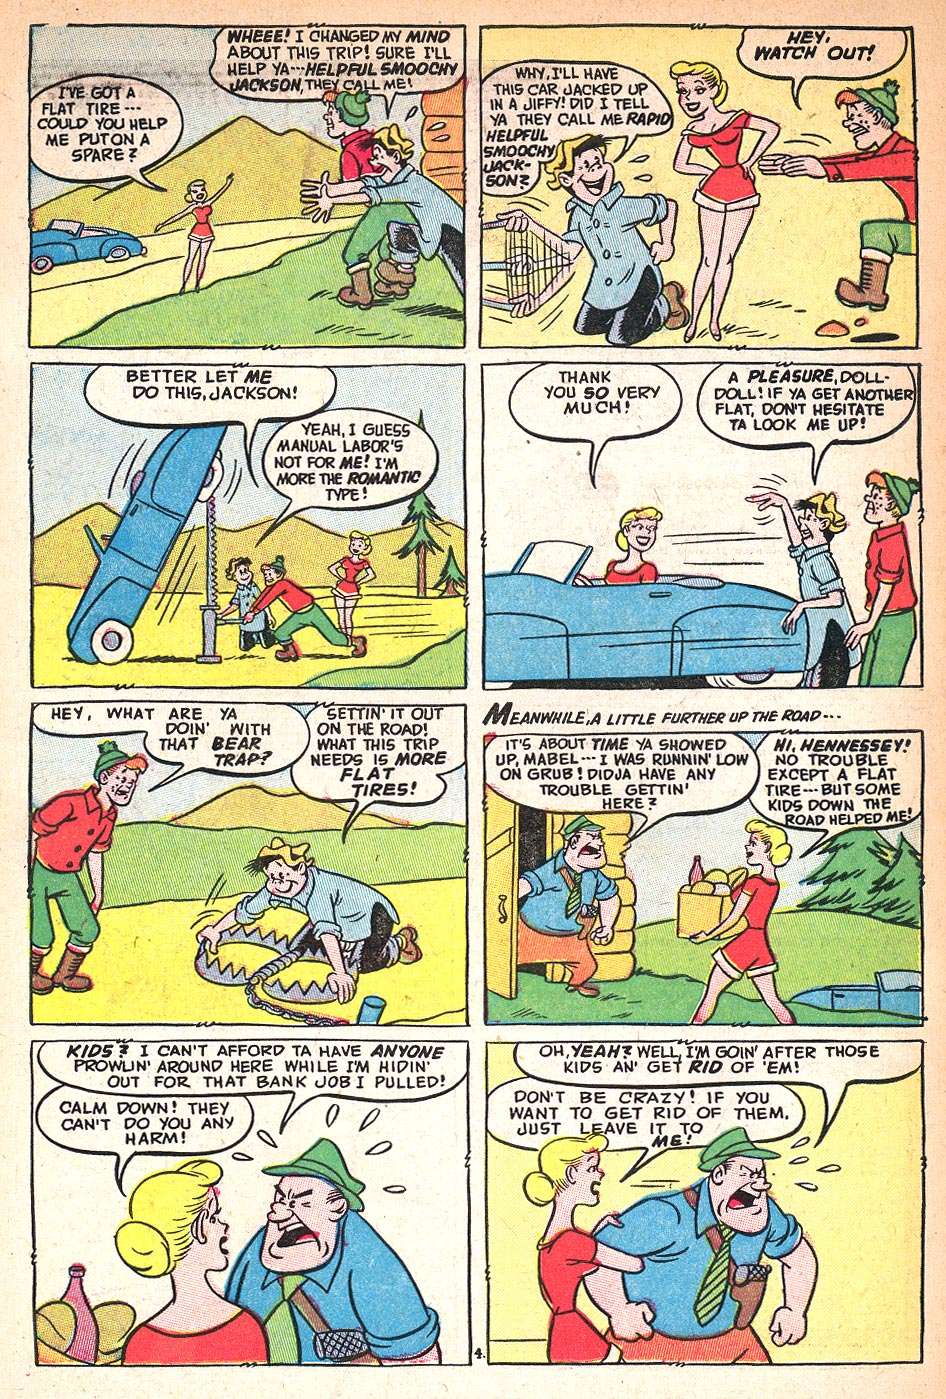 I'VE GOT A
FLAT TIRE---
COULD YOU HELP
ME PUT ON A
SPARE?
WHEEE! I CHANGED MY MIND
ABOUT THIS TRIP! SURE I'LL
HELP YA---HELPFUL SMOOCHY
JACKSON, THEY CALL ME!
WHY, I'LL HAVE
THIS CAR JACKED UP
IN A JIFFY! DID I TELL
YA THEY CALL ME RAPID
HELPFUL
SMOOCHY
JACK-
SON?
HEY,
WATCH OUT!
BETTER LET ME
DO THIS, JACKSON!
YEAH, I GUESS
MANUAL LABOR'S
NOT FOR ME! I'M
MORE THE ROMANTIC
TYPE!
THANK
YOU SO VERY
MUCH!
A PLEASURE, DOLL-
DOLL! IF YA GET ANOTHER
FLAT, DON'T HESITATE
TA LOOK ME UP!
HEY, WHAT ARE YA
DOIN' WITH
THAT BEAR
TRAP?
SETTIN' IT OUT
ON THE ROAD!
WHAT THIS TRIP
NEEDS IS MORE
FLAT
TIRES!
MEANWHILE, A LITTLE FURTHER UP THE ROAD---
IT'S ABOUT TIME YA SHOWED
UP, MABEL---I WAS RUNNIN' LOW
ON GRUB! DIDJA HAVE ANY
TROUBLE GETTIN'
HERE?
HI, HENNESSEY!
NO TROUBLE
EXCEPT A FLAT
TIRE---BUT SOME
KIDS DOWN THE
ROAD HELPED ME!
KIDS? I CAN'T AFFORD TA HAVE ANYONE
PROWLIN' AROUND HERE WHILE I'M HIDIN'
OUT FOR THAT BANK JOB I PULLED!
CALM DOWN! THEY
CAN'T DO YOU ANY
HARM!
OH, YEAH? WELL, I'M GOIN' AFTER THOSE
KIDS AN' GET RID OF 'EM!
DON'T BE CRAZY! IF YOU
WANT TO GET RID OF THEM,
JUST LEAVE IT TO
ME!
4.